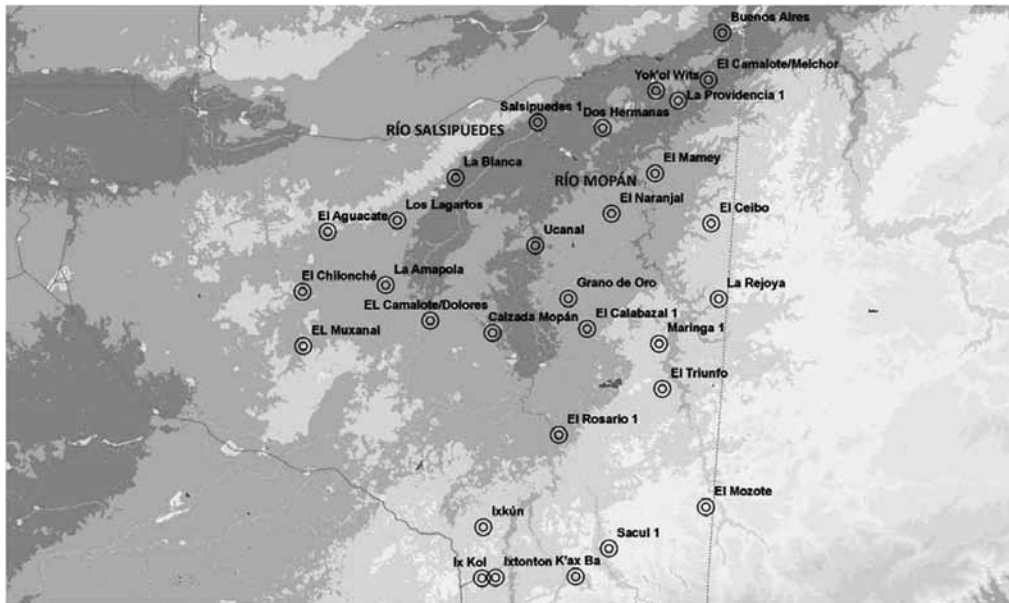 Buenos Aires
El Camalote/Melchor
Yok'ol Wits
La Providencia 1
Salsipuedes 1
Dos Hermanas
RÍO SALSIPUEDES
La Blanca
El Mamey
RÍO MOPÁN
El Naranjal
Los Lagartos
El Aguacate
El Ceibo
Ucanal
El Chilonché
La Amapola
Grano de Oro
La Rejoya
EL Camalote/Dolores
Calzada Mopán
El Calabazal 1
EL Muxanal
Maringa 1
El Triunfo
El Rosario 1
El Mozote
Ixkún
Sacul 1
Ix Kol
Ixtonton
K'ax Ba